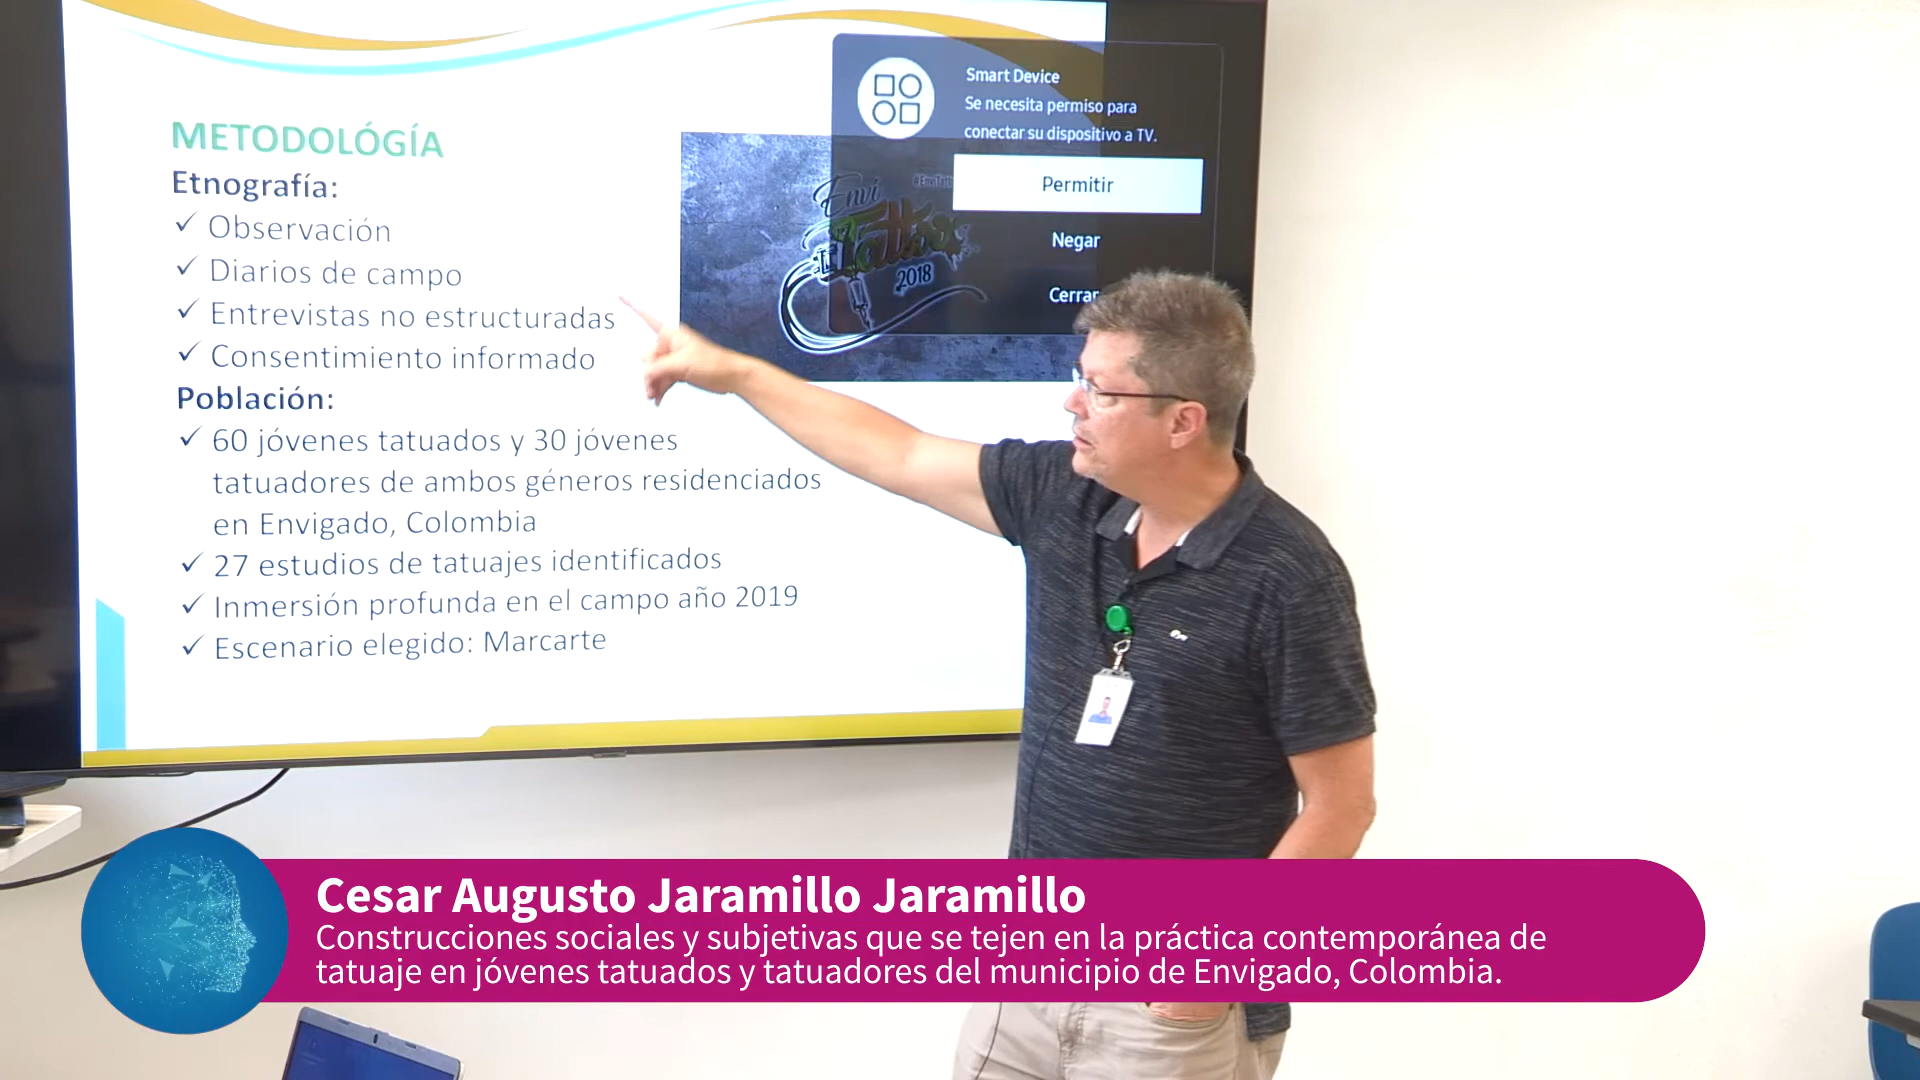 METODOLÓGÍA
Etnografía:
✓ Observación
✓ Diarios de campo
✓ Entrevistas no estructuradas
✓ Consentimiento informado
Población:
✓ 60 jóvenes tatuados y 30 jóvenes
tatuadores de ambos géneros residenciados
en Envigado, Colombia
✓ 27 estudios de tatuajes identificados
✓ Inmersión profunda en el campo año 2019
✓ Escenario elegido: Marcarte
Envi
Tattoo
2018
Smart Device
Se necesita permiso para
conectar su dispositivo a TV.
Permitir
Negar
Cerrar
Cesar Augusto Jaramillo Jaramillo
Construcciones sociales y subjetivas que se tejen en la práctica contemporánea de
tatuaje en jóvenes tatuados y tatuadores del municipio de Envigado, Colombia.